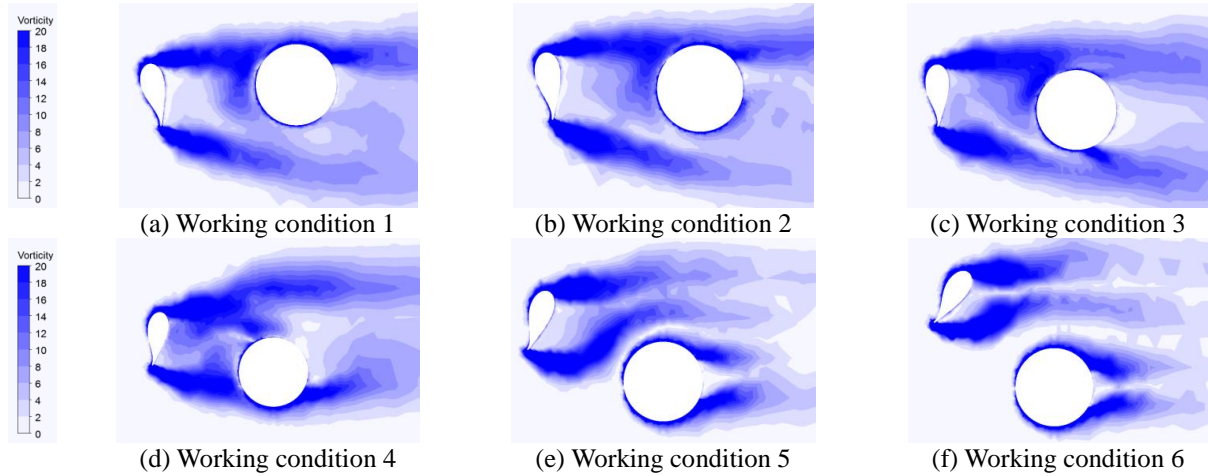 Vorticity
20
18
16
14
12
10
8
6
4
2
0
(a) Working condition 1
(b) Working condition 2
(c) Working condition 3
Vorticity
20
18
16
14
12
10
8
6
4
2
0
(d) Working condition 4
(e) Working condition 5
(f) Working condition 6